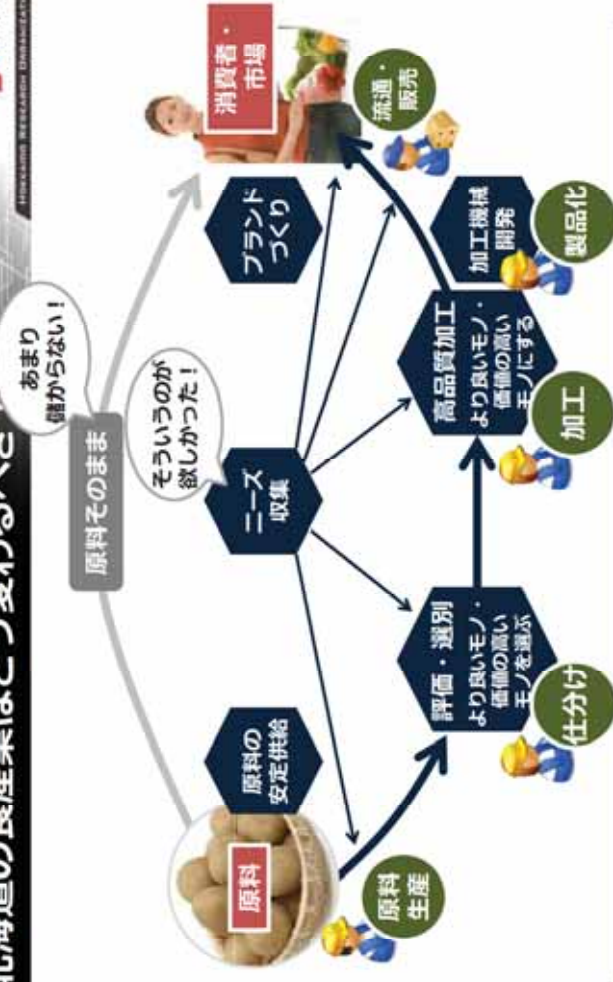 北海道の食産業はどう変わるべき
HOKKAIDO RESEARCH ORGANIZATION
あまり
儲からない！
原料そのまま
そういうのが
欲しかった！
ニーズ
収集
原料
原料の
安定供給
原料
生産
評価・選別
より良いモノ・
価値の高い
モノを選ぶ
仕分け
高品質加工
より良いモノ・
価値の高い
モノにする
加工
加工機械
開発
製品化
ブランド
づくり
消費者・
市場
流通・
販売